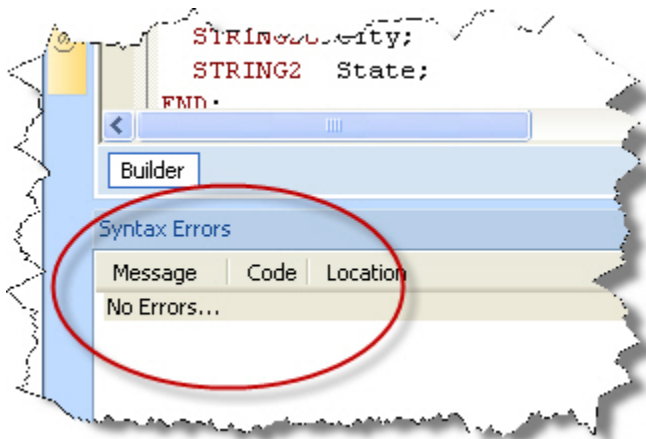 STRING2 State;
END;
Builder
Syntax Errors
Message Code Location
No Errors...